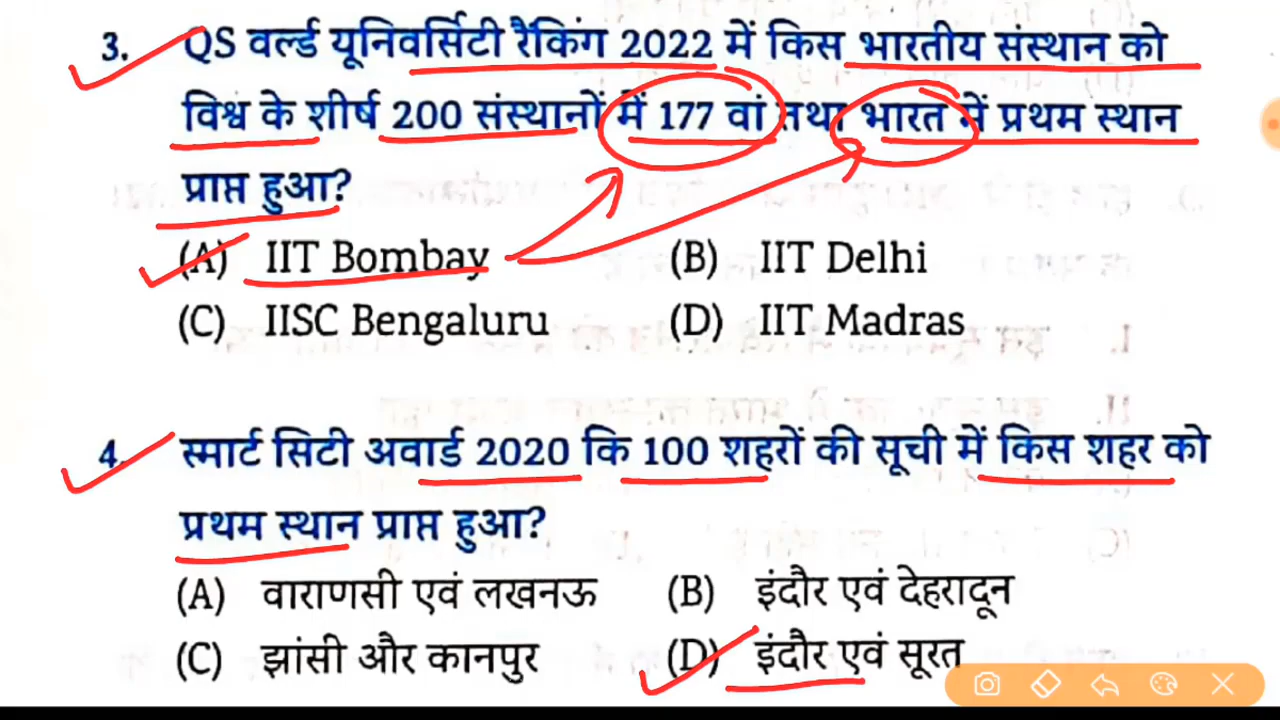 3. QS वर्ल्ड यूनिवर्सिटी रैंकिंग 2022 में किस भारतीय संस्थान को
विश्व के शीर्ष 200 संस्थानों में 177 वां तथा भारत में प्रथम स्थान
प्राप्त हुआ?
(A) IIT Bombay (B) IIT Delhi
(C) IISC Bengaluru (D) IIT Madras
4. स्मार्ट सिटी अवार्ड 2020 कि 100 शहरों की सूची में किस शहर को
प्रथम स्थान प्राप्त हुआ?
(A) वाराणसी एवं लखनऊ (B) इंदौर एवं देहरादून
(C) झांसी और कानपुर (D) इंदौर एवं सूरत